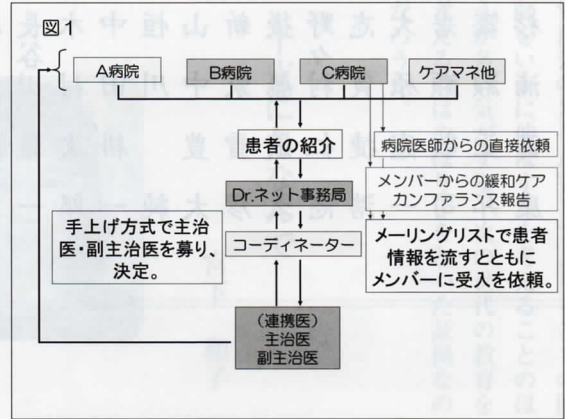 図1
A病院
B病院
C病院
ケアマネ他
患者の紹介
病院医師からの直接依頼
Dr.ネット事務局
メンバーからの緩和ケア
カンファランス報告
手上げ方式で主治
医・副主治医を募り、
決定。
コーディネーター
メーリングリストで患者
情報を流すとともに
メンバーに受入を依頼。
(連携医)
主治医
副主治医